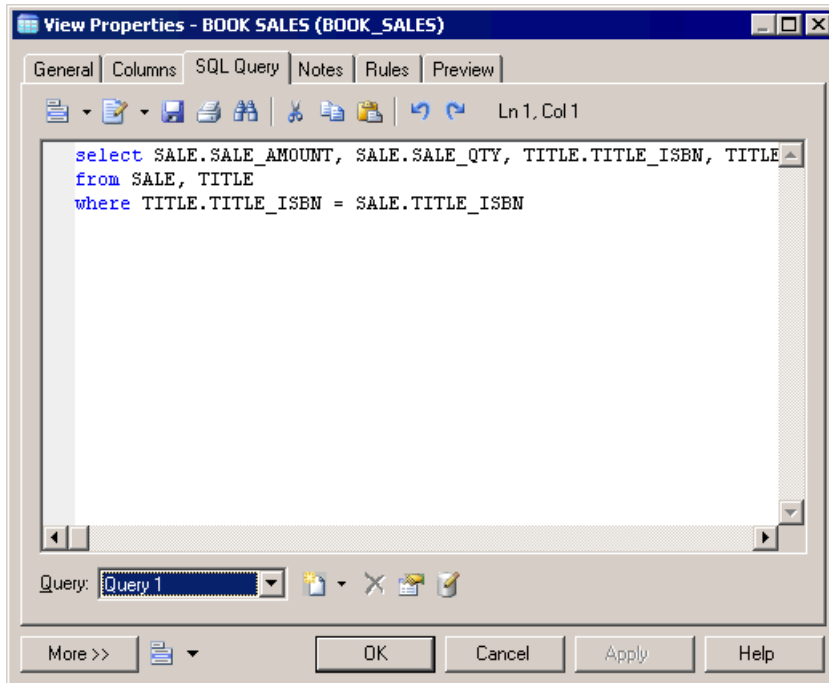 View Properties - BOOK SALES (BOOK_SALES)
General Columns SQL Query Notes Rules Preview
Ln 1, Col 1
select SALE.SALE_AMOUNT, SALE.SALE_QTY, TITLE.TITLE_ISBN, TITLE
from SALE, TITLE
where TITLE.TITLE_ISBN = SALE.TITLE_ISBN
Query: Query 1
More >> OK Cancel Apply Help